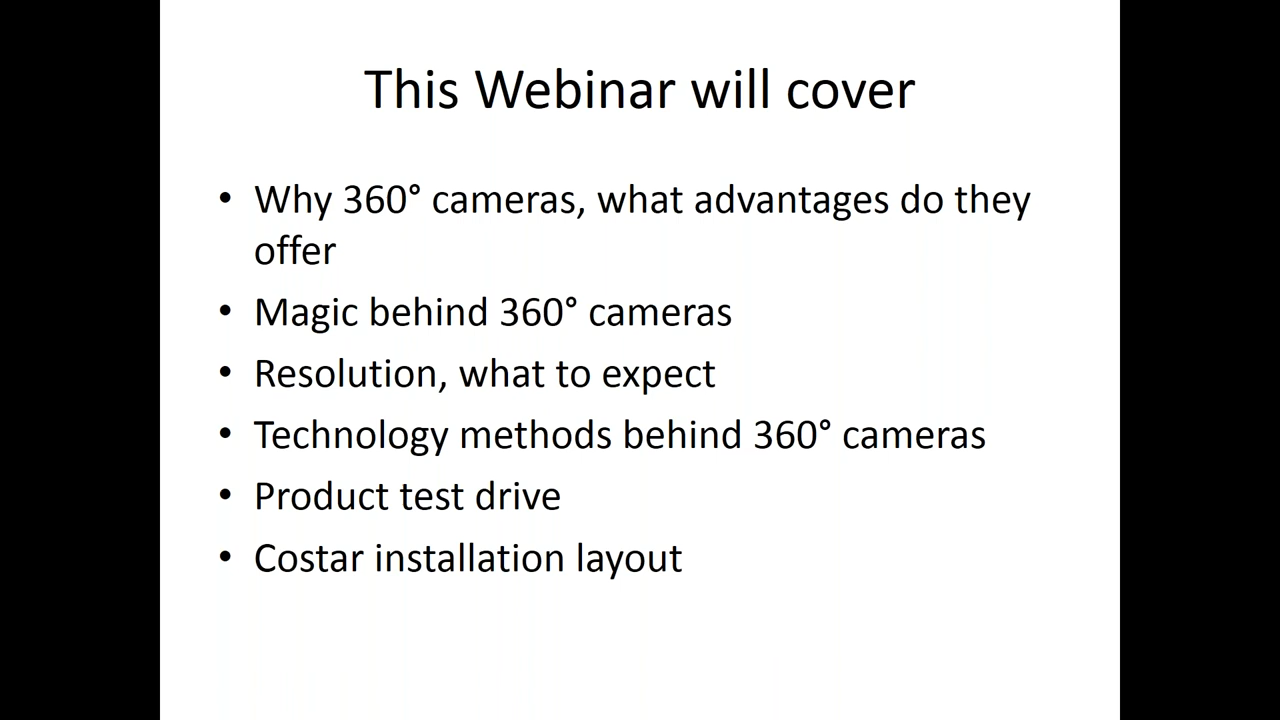 This Webinar will cover
• Why 360° cameras, what advantages do they
offer
• Magic behind 360° cameras
• Resolution, what to expect
• Technology methods behind 360° cameras
• Product test drive
• Costar installation layout